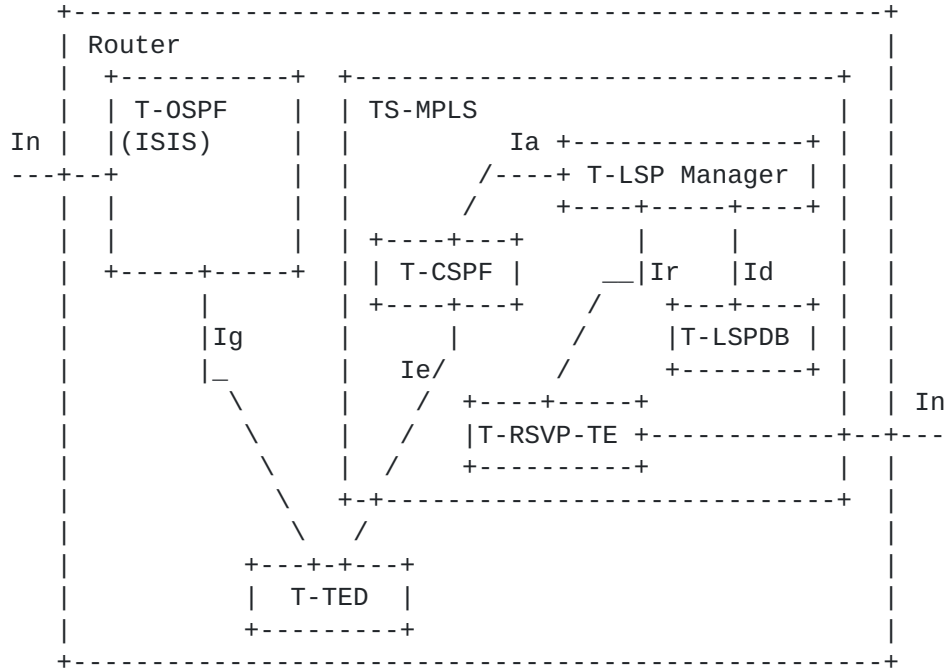 Router
T-OSPF
TS-MPLS
In
(ISIS)
Ia
T-LSP Manager
T-CSPF
Ir
Id
Ig
T-LSPDB
Ie
In
T-RSVP-TE
T-TED